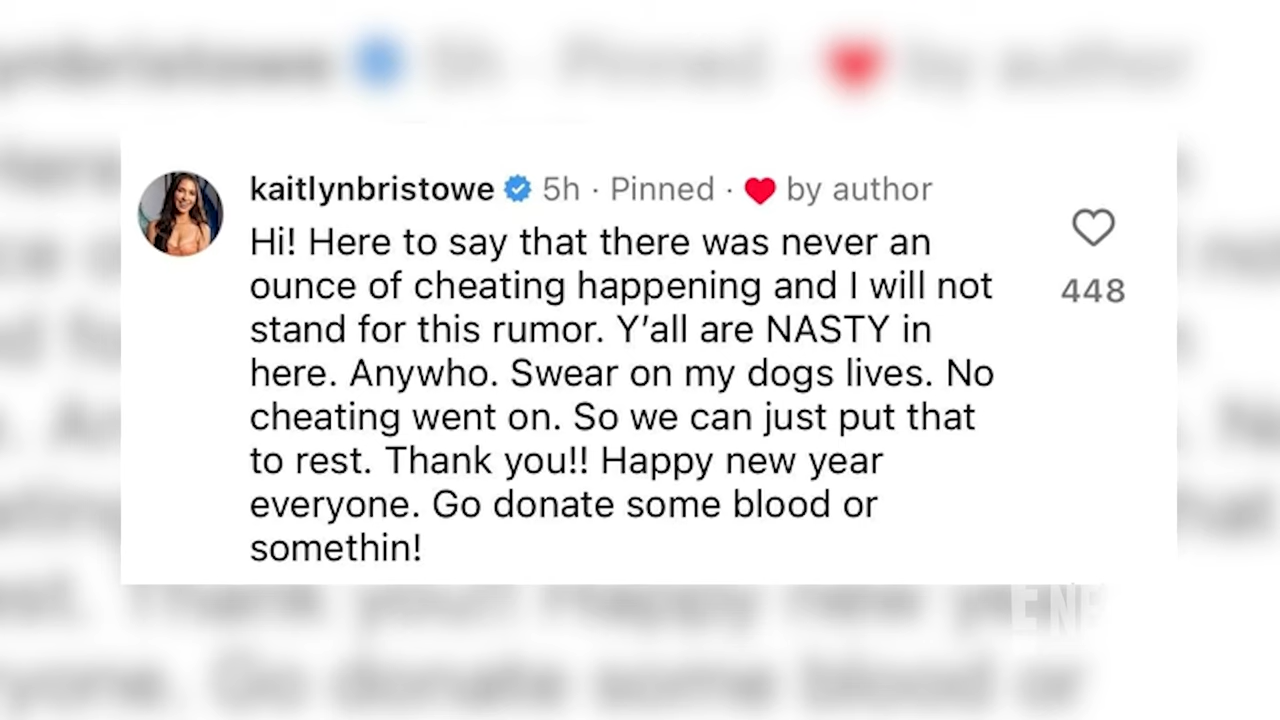 kaitlynbristowe 5h · Pinned · ❤️ by author
Hi! Here to say that there was never an
ounce of cheating happening and I will not
stand for this rumor. Y’all are NASTY in
here. Anywho. Swear on my dogs lives. No
cheating went on. So we can just put that
to rest. Thank you!! Happy new year
everyone. Go donate some blood or
somethin!
448